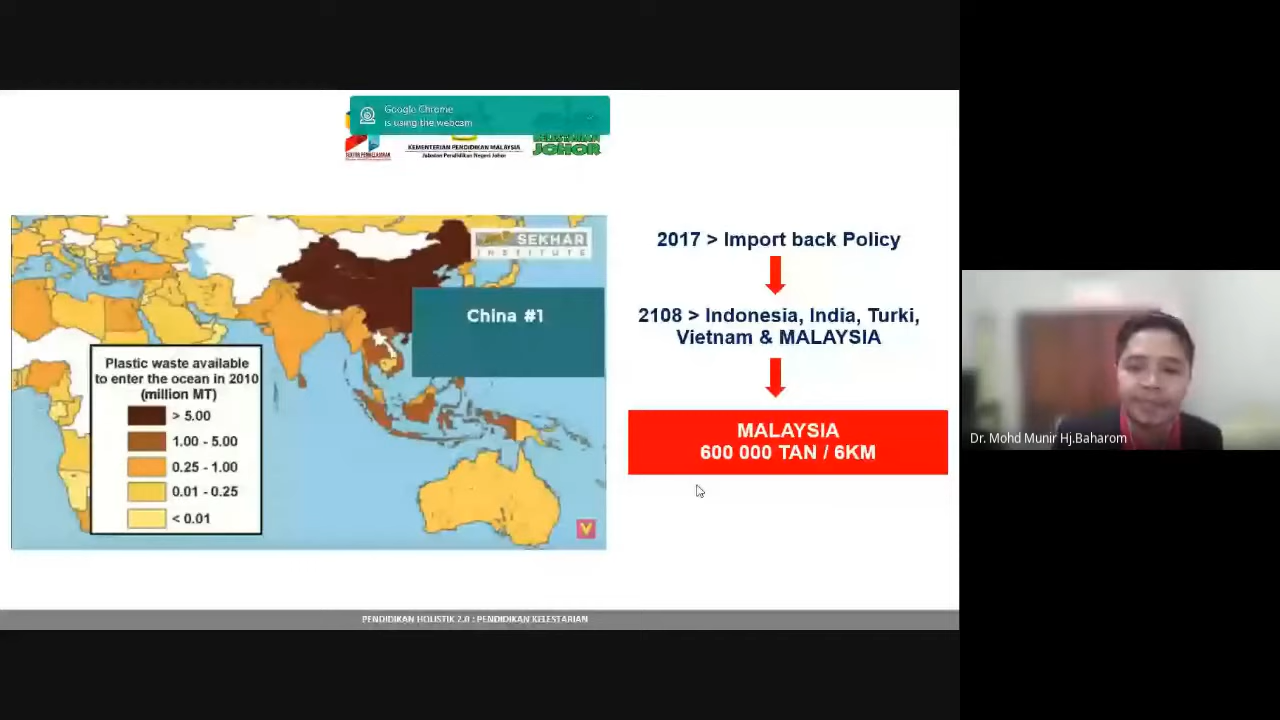 Google Chrome
is using the webcam
KEMENTERIAN PENDIDIKAN MALAYSIA
Jabatan Pendidikan Negeri Johor
JOHOR
SEKHAR
INSTITUTE
China #1
Plastic waste available
to enter the ocean in 2010
(million MT)
> 5.00
1.00 - 5.00
0.25 - 1.00
0.01 - 0.25
< 0.01
V
2017 > Import back Policy
2108 > Indonesia, India, Turki,
Vietnam & MALAYSIA
MALAYSIA
600 000 TAN / 6KM
Dr. Mohd Munir Hj.Baharom
PENDIDIKAN HOLISTIK 2.0 : PENDIDIKAN KELESTARIAN